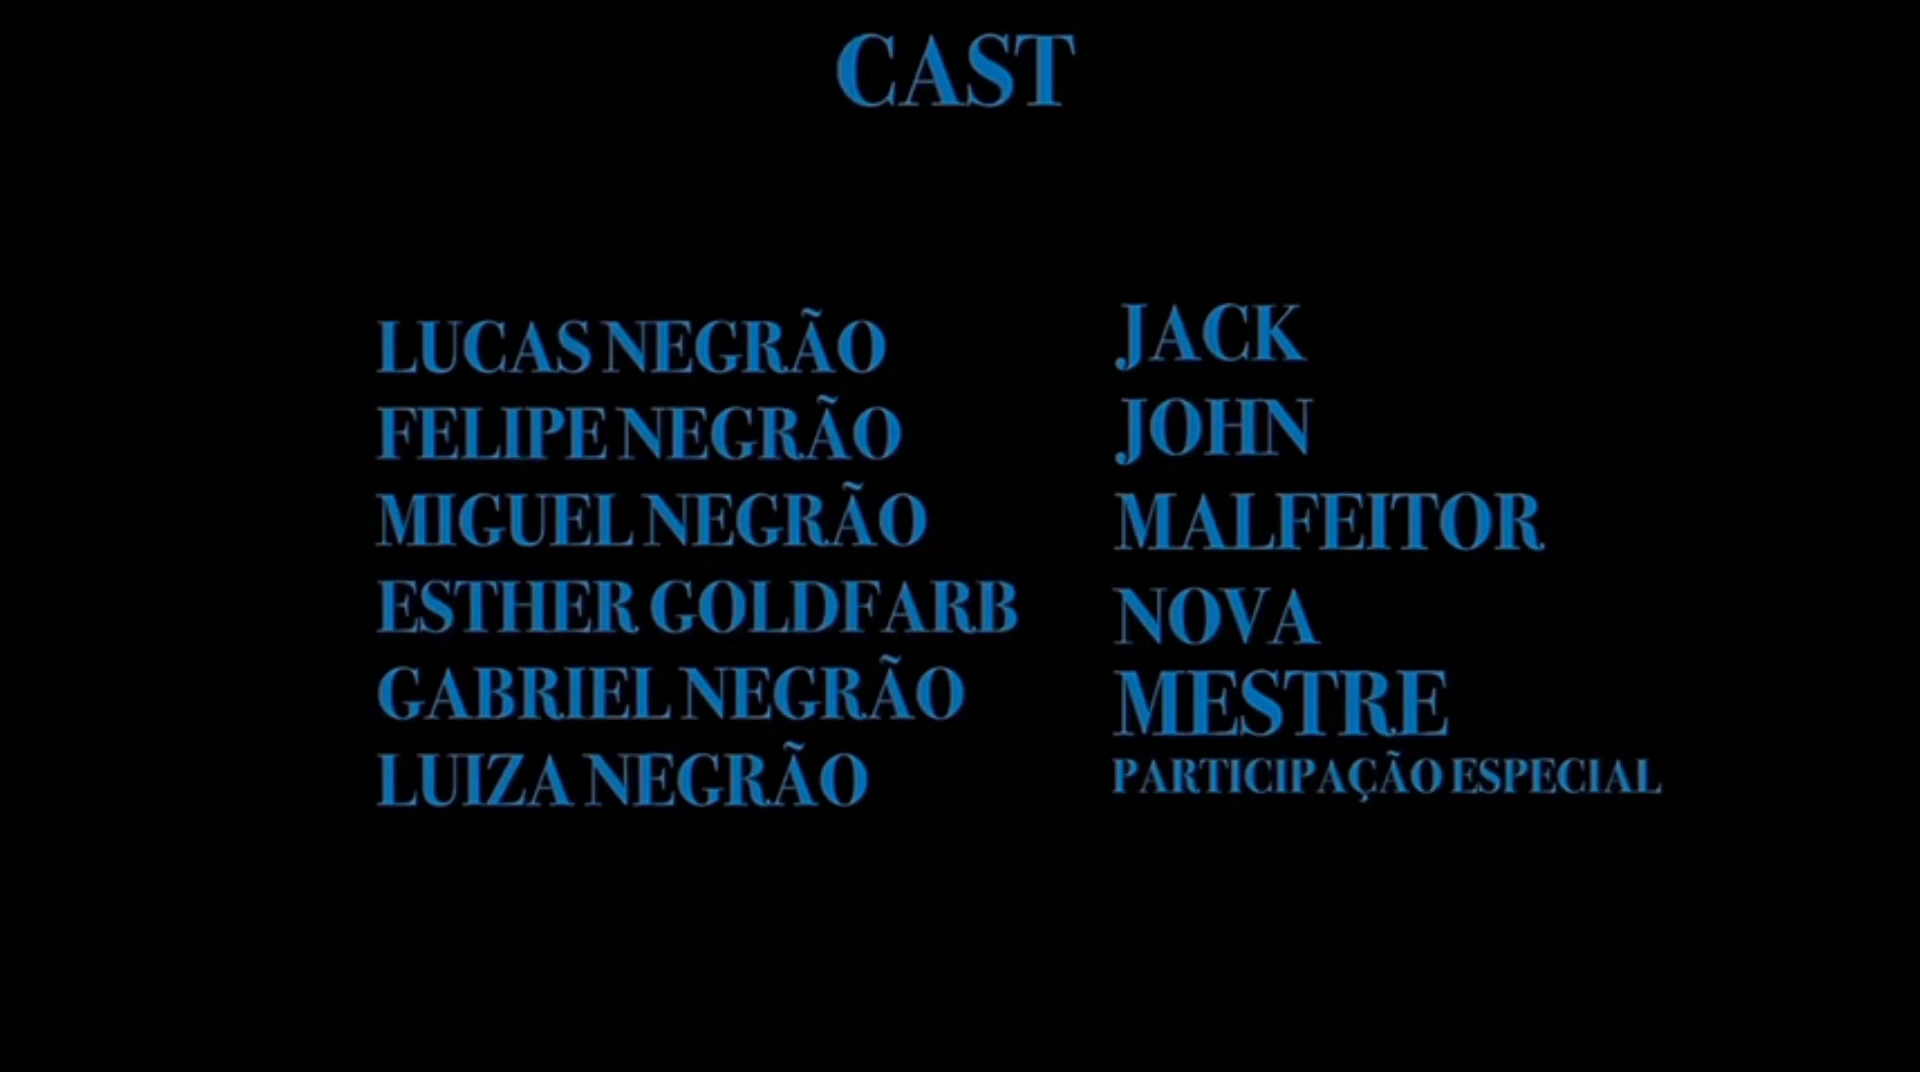 CAST
LUCAS NEGRÃO JACK
FELIPE NEGRÃO JOHN
MIGUEL NEGRÃO MALFEITOR
ESTHER GOLDFARB NOVA
GABRIEL NEGRÃO MESTRE
LUIZA NEGRÃO PARTICIPAÇÃO ESPECIAL